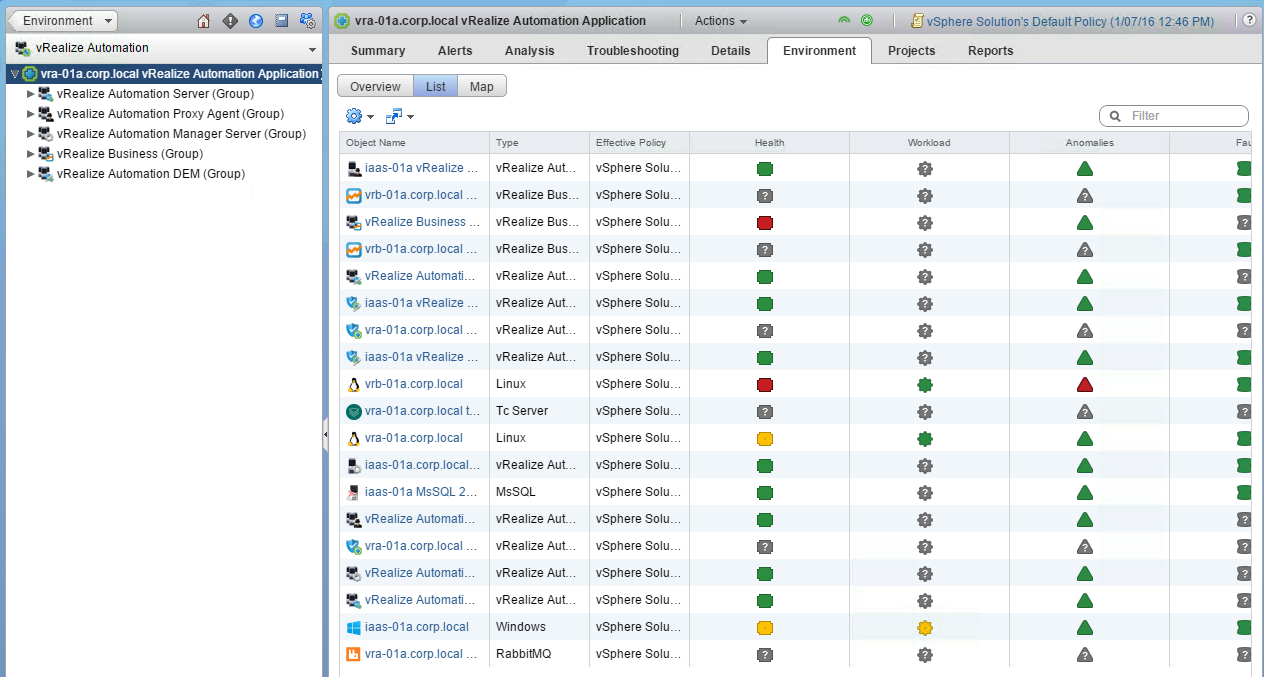 Environment
vRealize Automation
vra-01a.corp.local vRealize Automation Application
vRealize Automation Server (Group)
vRealize Automation Proxy Agent (Group)
vRealize Automation Manager Server (Group)
vRealize Business (Group)
vRealize Automation DEM (Group)
vra-01a.corp.local vRealize Automation Application Actions vSphere Solution's Default Policy (1/07/16 12:46 PM) ?
Summary Alerts Analysis Troubleshooting Details Environment Projects Reports
Overview List Map
Filter
Object Name Type Effective Policy Health Workload Anomalies Fau
iaas-01a vRealize ... vRealize Aut... vSphere Solu... ?
vrb-01a.corp.local ... vRealize Bus... vSphere Solu... ? ? ?
vRealize Business ... vRealize Bus... vSphere Solu... ? ?
vrb-01a.corp.local ... vRealize Bus... vSphere Solu... ? ? ?
vRealize Automati... vRealize Aut... vSphere Solu... ? ?
iaas-01a vRealize ... vRealize Aut... vSphere Solu... ?
vra-01a.corp.local ... vRealize Aut... vSphere Solu... ? ? ? ?
iaas-01a vRealize ... vRealize Aut... vSphere Solu... ?
vrb-01a.corp.local Linux vSphere Solu...
vra-01a.corp.local t... Tc Server vSphere Solu... ? ? ? ?
vra-01a.corp.local Linux vSphere Solu...
iaas-01a.corp.local... vRealize Aut... vSphere Solu... ?
iaas-01a MsSQL 2... MsSQL vSphere Solu... ?
vRealize Automati... vRealize Aut... vSphere Solu... ? ?
vra-01a.corp.local ... vRealize Aut... vSphere Solu... ? ? ? ?
vRealize Automati... vRealize Aut... vSphere Solu... ? ?
vRealize Automati... vRealize Aut... vSphere Solu... ? ?
iaas-01a.corp.local Windows vSphere Solu...
vra-01a.corp.local ... RabbitMQ vSphere Solu... ? ? ? ?